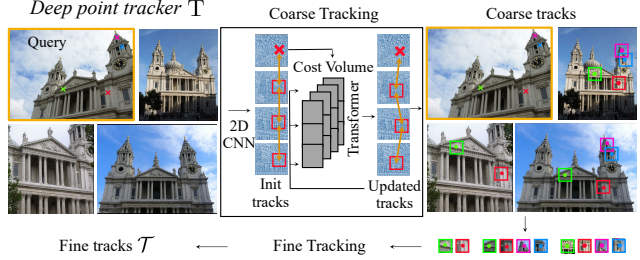 Deep point tracker 𝕋
Coarse Tracking
Coarse tracks
Query
Cost Volume
2D
CNN
Transformer
Init
tracks
Updated
tracks
Fine tracks 𝒯
Fine Tracking